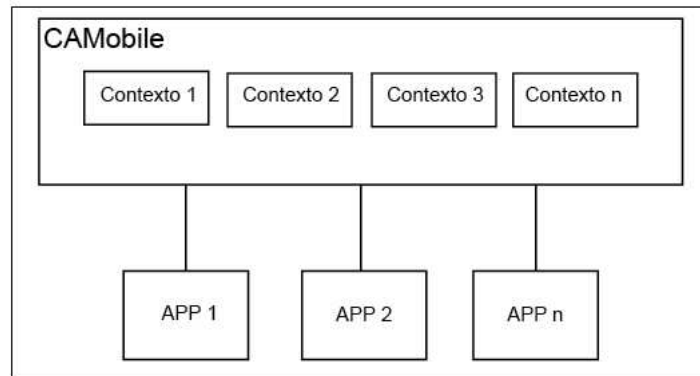 CAMobile
Contexto 1
Contexto 2
Contexto 3
Contexto n
APP 1
APP 2
APP n